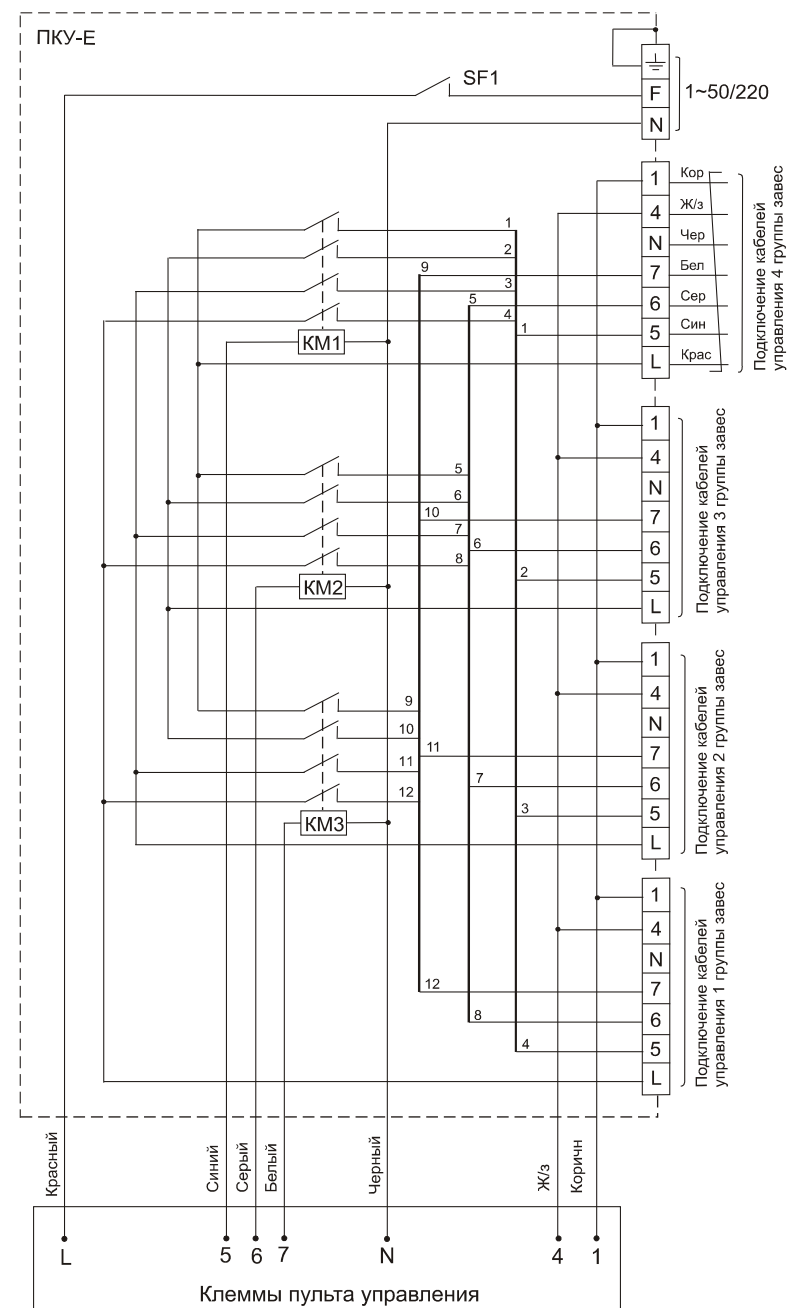 ПКУ-Е
SF1
F
N
1~50/220
1
4
N
7
6
5
L
Кор
Ж/з
Чер
Бел
Сер
Син
Крас
Подключение кабелей
управления 4 группы завес
1
2
9
3
5
4
1
КМ1
1
4
N
7
6
5
L
Подключение кабелей
управления 3 группы завес
5
6
10
7
6
8
2
КМ2
1
4
N
7
6
5
L
Подключение кабелей
управления 2 группы завес
9
10
11
11
7
12
3
КМ3
1
4
N
7
6
5
L
Подключение кабелей
управления 1 группы завес
12
8
4
Красный
Синий
Серый
Белый
Черный
Ж/з
Коричн
L
5
6
7
N
4
1
Клеммы пульта управления